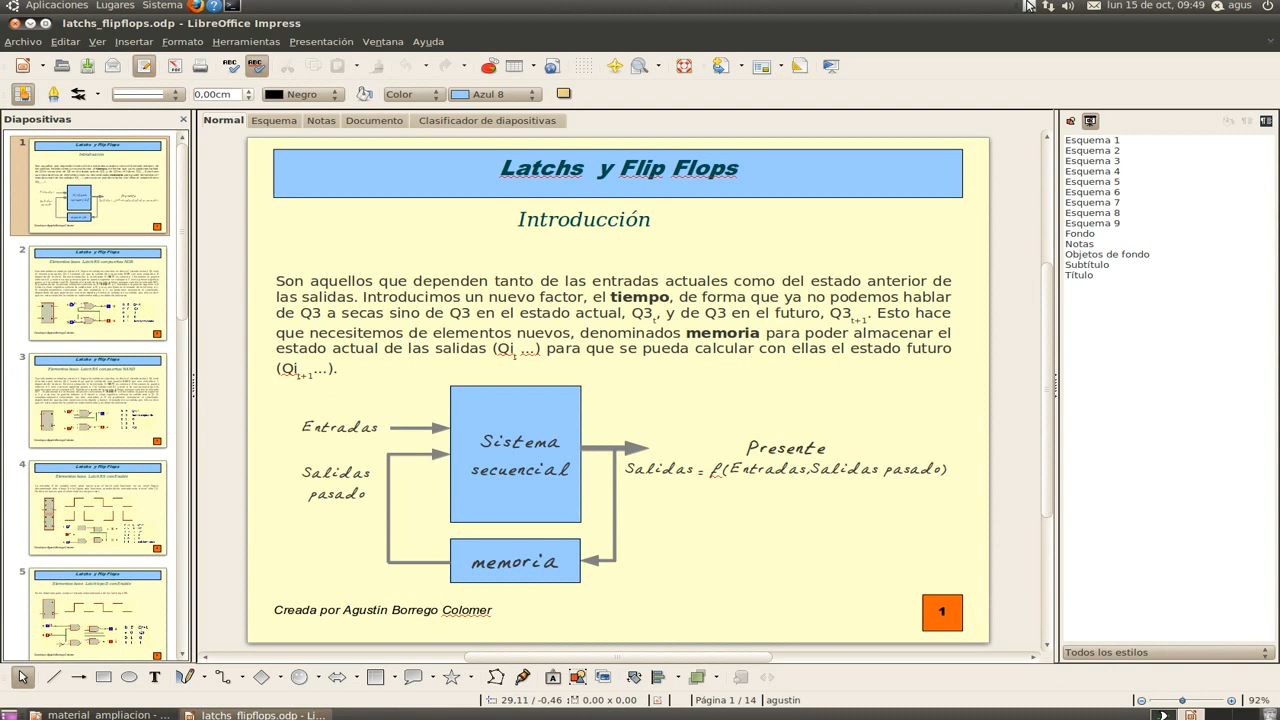 Aplicaciones Lugares Sistema
lun 15 de oct, 09:49 agus
latchs_flipflops.odp - LibreOffice Impress
Archivo Editar Ver Insertar Formato Herramientas Presentación Ventana Ayuda
0,00cm Negro Color Azul 8
Diapositivas
Normal Esquema Notas Documento Clasificador de diapositivas
1
2
3
4
5
Latchs y Flip Flops
Introducción
Son aquellos que dependen tanto de las entradas actuales como del estado anterior de
las salidas. Introducimos un nuevo factor, el tiempo, de forma que ya no podemos hablar
de Q3 a secas sino de Q3 en el estado actual, Q3t, y de Q3 en el futuro, Q3t+1. Esto hace
que necesitemos de elementos nuevos, denominados memoria para poder almacenar el
estado actual de las salidas (Qit ...) para que se pueda calcular con ellas el estado futuro
(Qit+1...).
Entradas
Salidas
pasado
Sistema
secuencial
memoria
Presente
Salidas = f(Entradas,Salidas pasado)
Creada por Agustin Borrego Colomer
1
Esquema 1
Esquema 2
Esquema 3
Esquema 4
Esquema 5
Esquema 6
Esquema 7
Esquema 8
Esquema 9
Fondo
Notas
Objetos de fondo
Subtítulo
Título
Todos los estilos
29,11 / -0,46 0,00 x 0,00 Página 1 / 14 agustin 92%
material_ampliacion - ... latchs_flipflops.odp - Li...